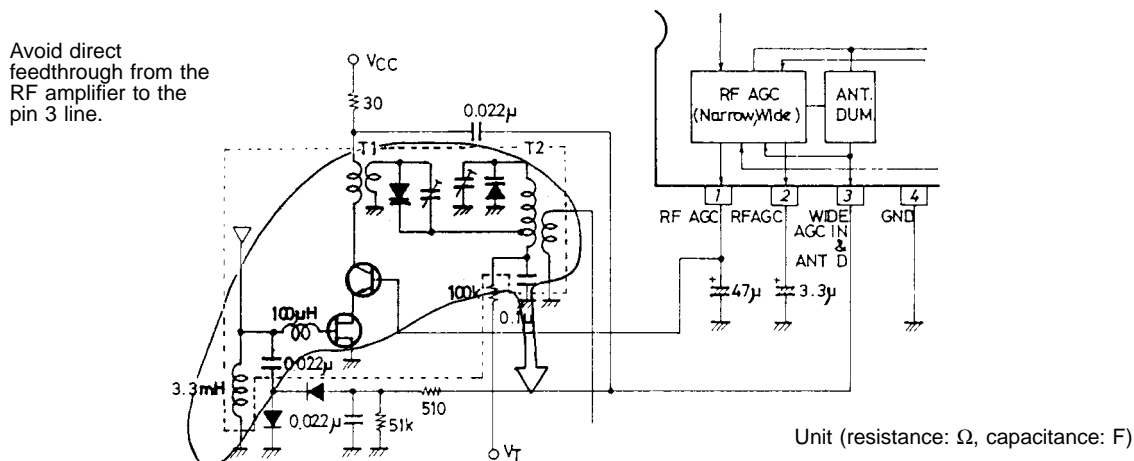 Avoid direct
feedthrough from the
RF amplifier to the
pin 3 line.
VCC
30
0.022μ
T1
T2
100μH
0.022μ
3.3mH
0.022μ
51k
510
100k
0.1μ
VT
RF AGC
(Narrow,Wide)
ANT.
DUM.
1
2
3
4
RF AGC
RFAGC
WIDE
AGC IN
&
ANT D
GND
47μ
3.3μ
Unit (resistance: Ω, capacitance: F)